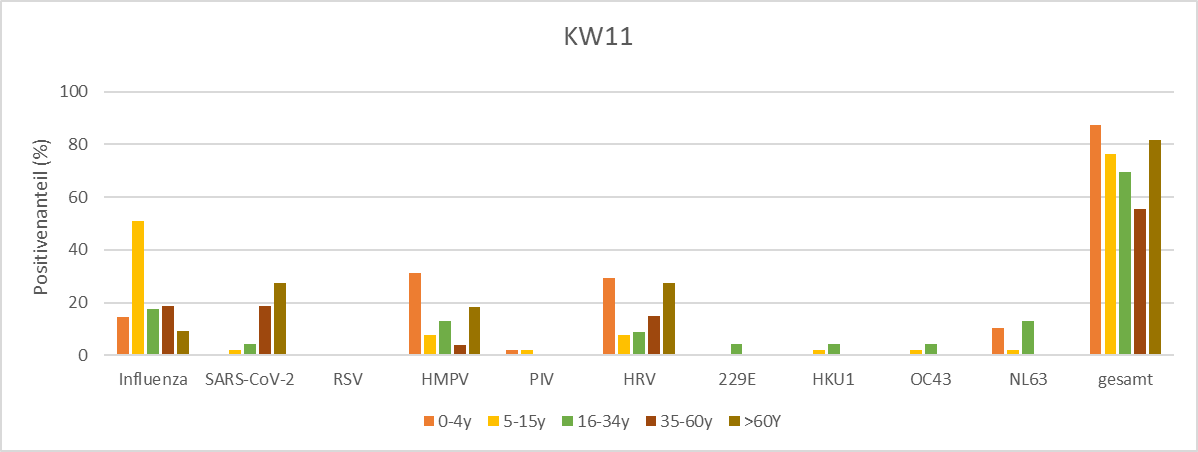 KW11
Positivenanteil (%)
100
80
60
40
20
0
Influenza SARS-CoV-2 RSV HMPV PIV HRV 229E HKU1 OC43 NL63 gesamt
0-4y 5-15y 16-34y 35-60y >60Y